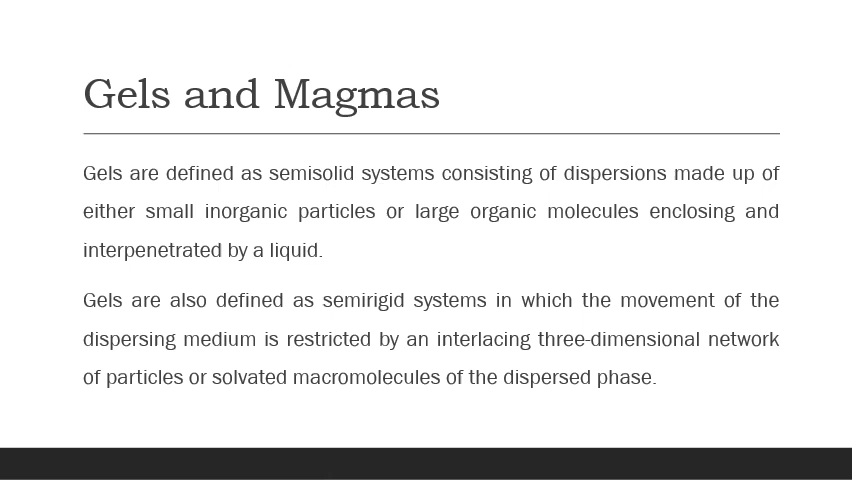 Gels and Magmas
Gels are defined as semisolid systems consisting of dispersions made up of
either small inorganic particles or large organic molecules enclosing and
interpenetrated by a liquid.
Gels are also defined as semirigid systems in which the movement of the
dispersing medium is restricted by an interlacing three-dimensional network
of particles or solvated macromolecules of the dispersed phase.